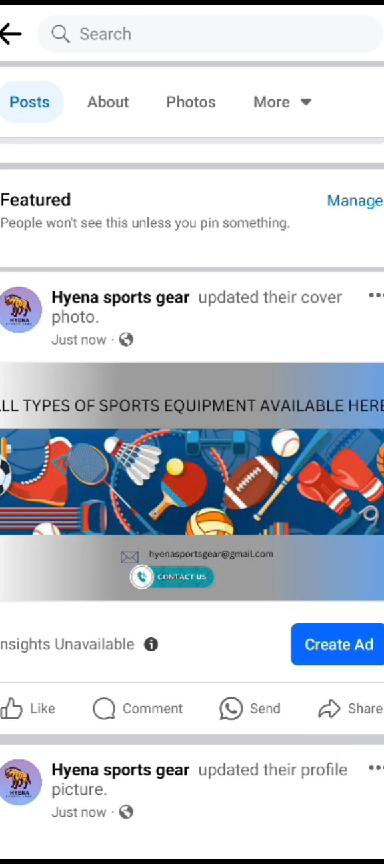 Search
Posts
About
Photos
More
Featured
Manage
People won't see this unless you pin something.
HYENA
Hyena sports gear updated their cover
photo.
Just now ·
LL TYPES OF SPORTS EQUIPMENT AVAILABLE HERE
hyenasportsgear@gmail.com
CONTACT US
nsights Unavailable
Create Ad
Like
Comment
Send
Share
HYENA
Hyena sports gear updated their profile
picture.
Just now ·